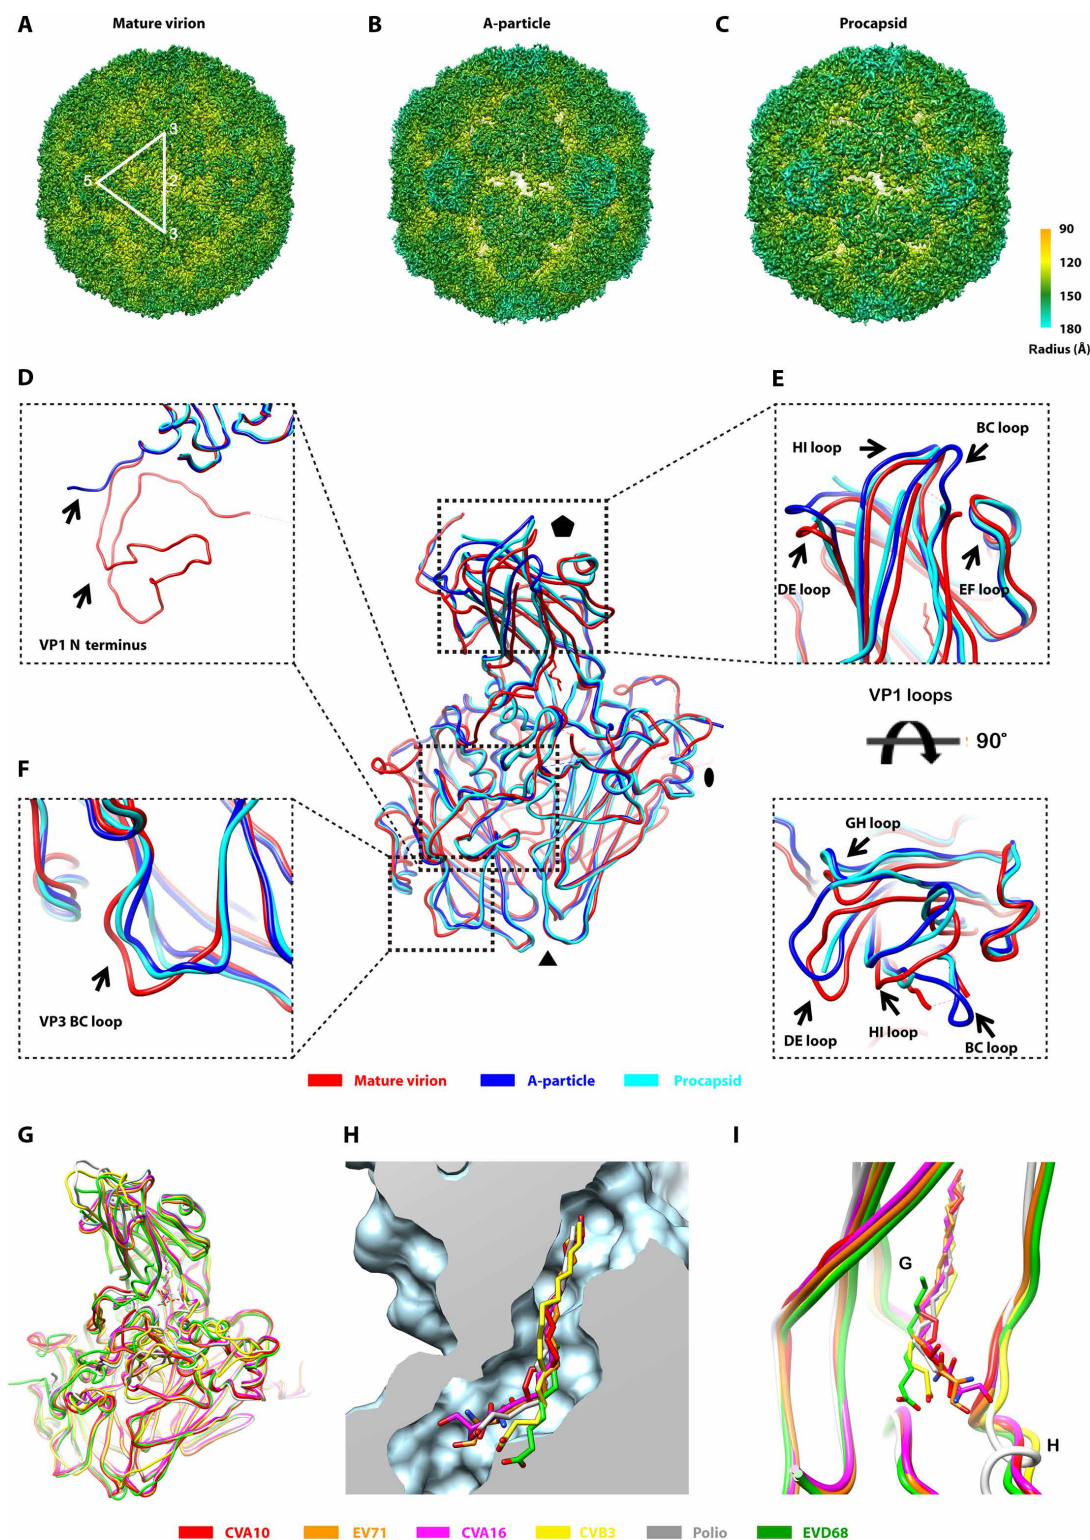 A Mature virion
B A-particle
C Procapsid
3
5 2
3
90
120
150
180
Radius (Å)
D
VP1 N terminus
E
HI loop
BC loop
DE loop
EF loop
VP1 loops
90°
F
VP3 BC loop
GH loop
DE loop
HI loop
BC loop
Mature virion A-particle Procapsid
G
H
I
G
H
CVA10 EV71 CVA16 CVB3 Polio EVD68